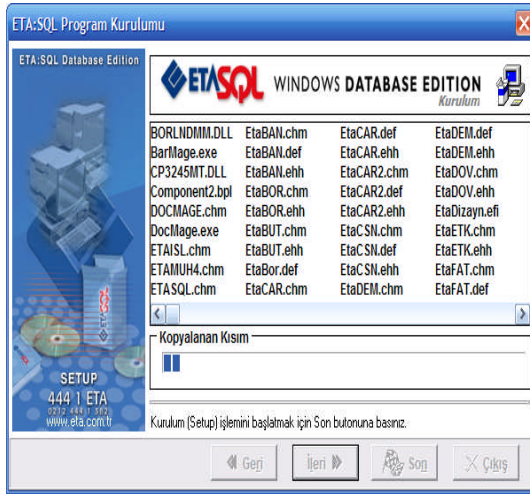 ETA:SQL Program Kurulumu
ETA:SQL Database Edition
ETASQL WINDOWS DATABASE EDITION
Kurulum
BORLNDMM.DLL EtaBAN.chm EtaCAR.def EtaDEM.def
BarMage.exe EtaBAN.def EtaCAR.ehh EtaDEM.ehh
CP3245MT.DLL EtaBAN.ehh EtaCAR2.chm EtaDOV.chm
Component2.bpl EtaBOR.chm EtaCAR2.def EtaDOV.ehh
DOCMAGE.chm EtaBOR.ehh EtaCAR2.ehh EtaDizayn.efi
DocMage.exe EtaBUT.chm EtaCSN.chm EtaETK.chm
ETAISL.chm EtaBUT.ehh EtaCSN.def EtaETK.ehh
ETAMUH4.chm EtaBor.def EtaCSN.ehh EtaFAT.chm
ETASQL.chm EtaCAR.chm EtaDEM.chm EtaFAT.def
Kopyalanan Kısım
ETASQL
SETUP
444 1 ETA
0212 444 1 382
www.eta.com.tr
Kurulum (Setup) işlemini başlatmak için Son butonuna basınız.
Geri İleri Son Çıkış